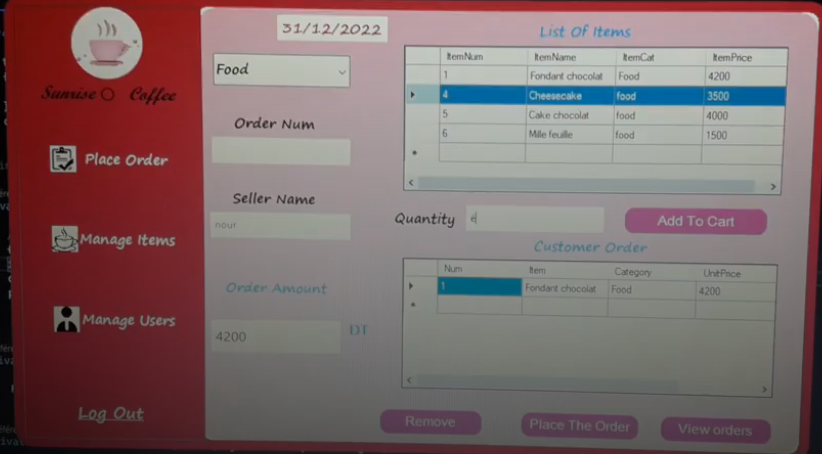 Sunrise Coffee
Place Order
Manage Items
Manage Users
Log Out
31/12/2022
Food
Order Num
Seller Name
nour
Order Amount
4200 DT
List Of Items
ItemNum ItemName ItemCat ItemPrice
1 Fondant chocolat Food 4200
4 Cheesecake food 3500
5 Cake chocolat food 4000
6 Mille feuille food 1500
Quantity
Add To Cart
Customer Order
Num Item Category UnitPrice
1 Fondant chocolat Food 4200
Remove
Place The Order
View orders